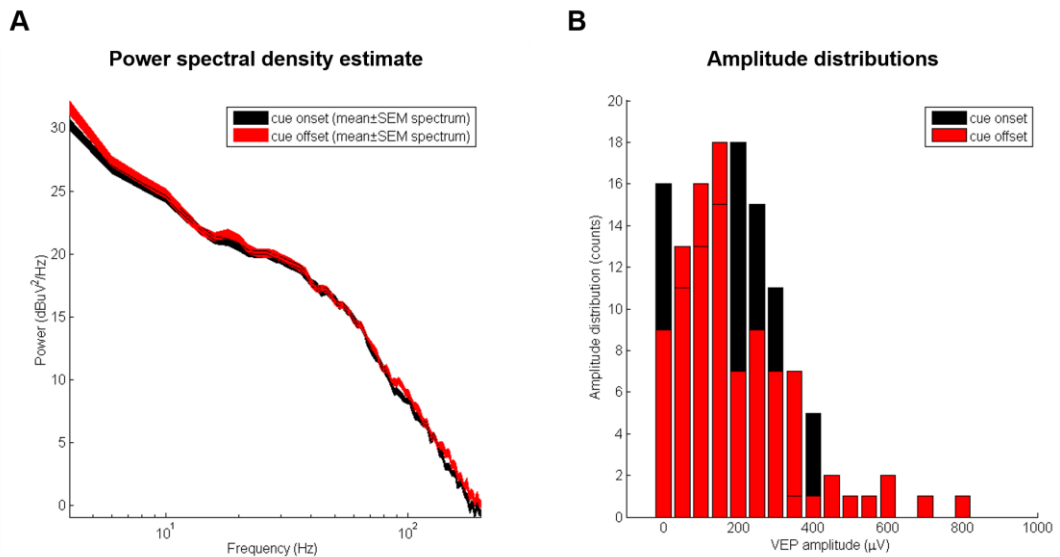 A
Power spectral density estimate
cue onset (mean±SEM spectrum)
cue offset (mean±SEM spectrum)
Power (dBuV²/Hz)
30
25
20
15
10
5
0
10¹
10²
Frequency (Hz)
B
Amplitude distributions
cue onset
cue offset
Amplitude distribution (counts)
20
18
16
14
12
10
8
6
4
2
0
0
200
400
600
800
1000
VEP amplitude (μV)